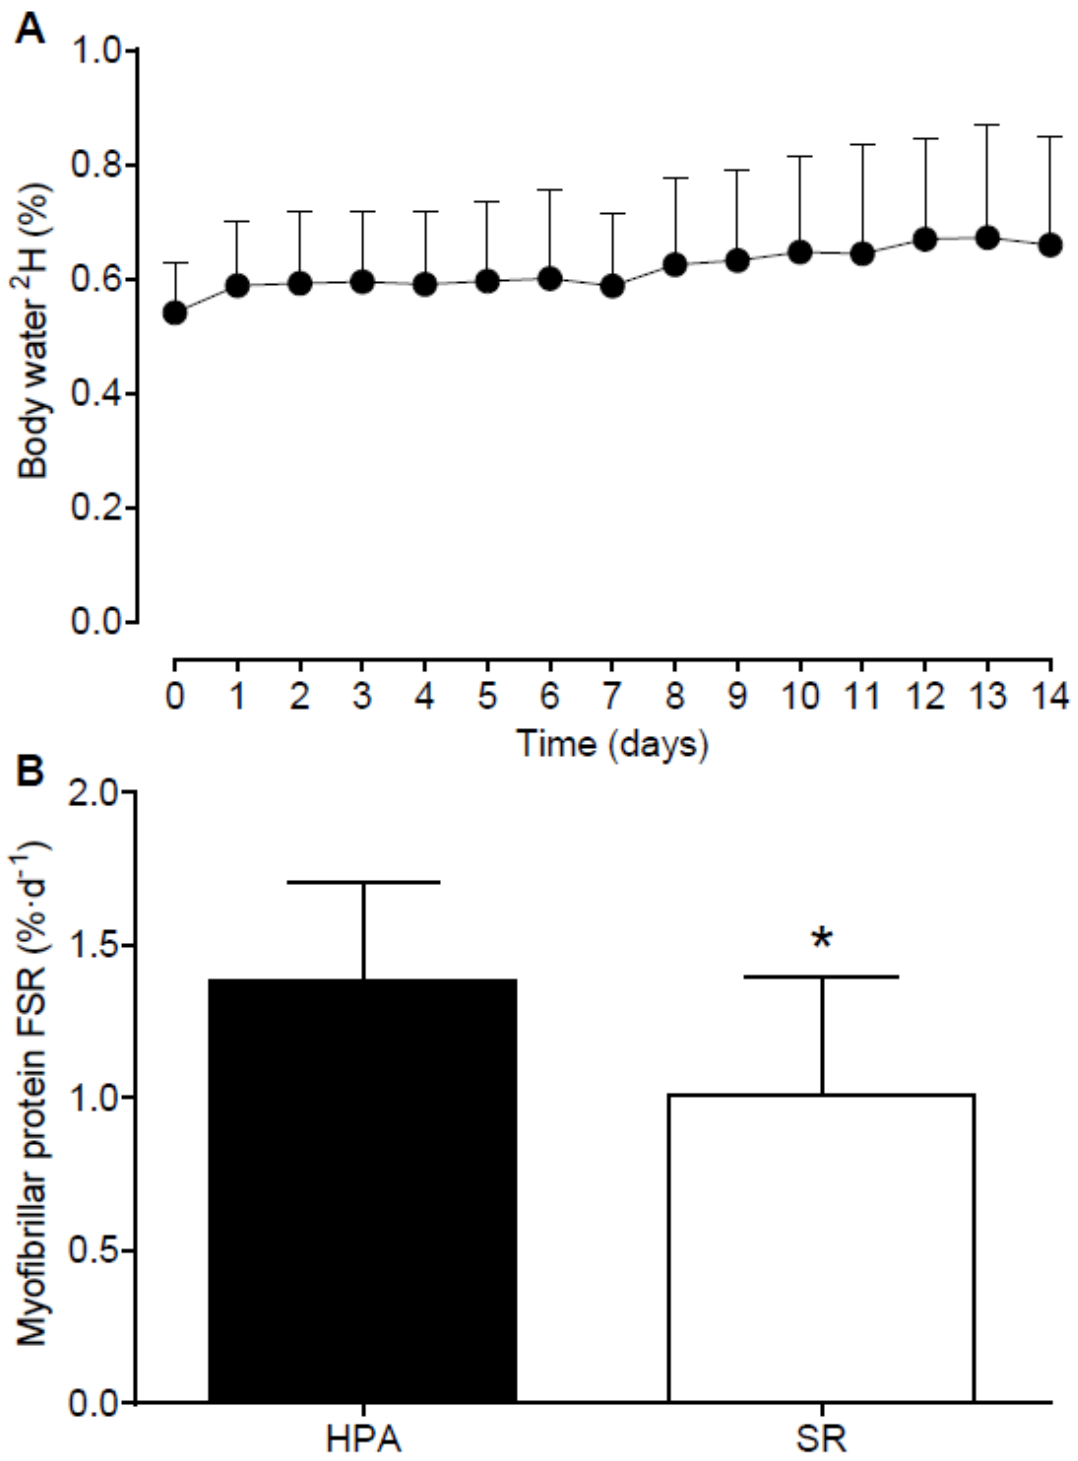 A
1.0
0.8
0.6
0.4
0.2
0.0
Body water ²H (%)
0 1 2 3 4 5 6 7 8 9 10 11 12 13 14
Time (days)
B
2.0
1.5
1.0
0.5
0.0
Myofibrillar protein FSR (%·d⁻¹)
*
HPA SR